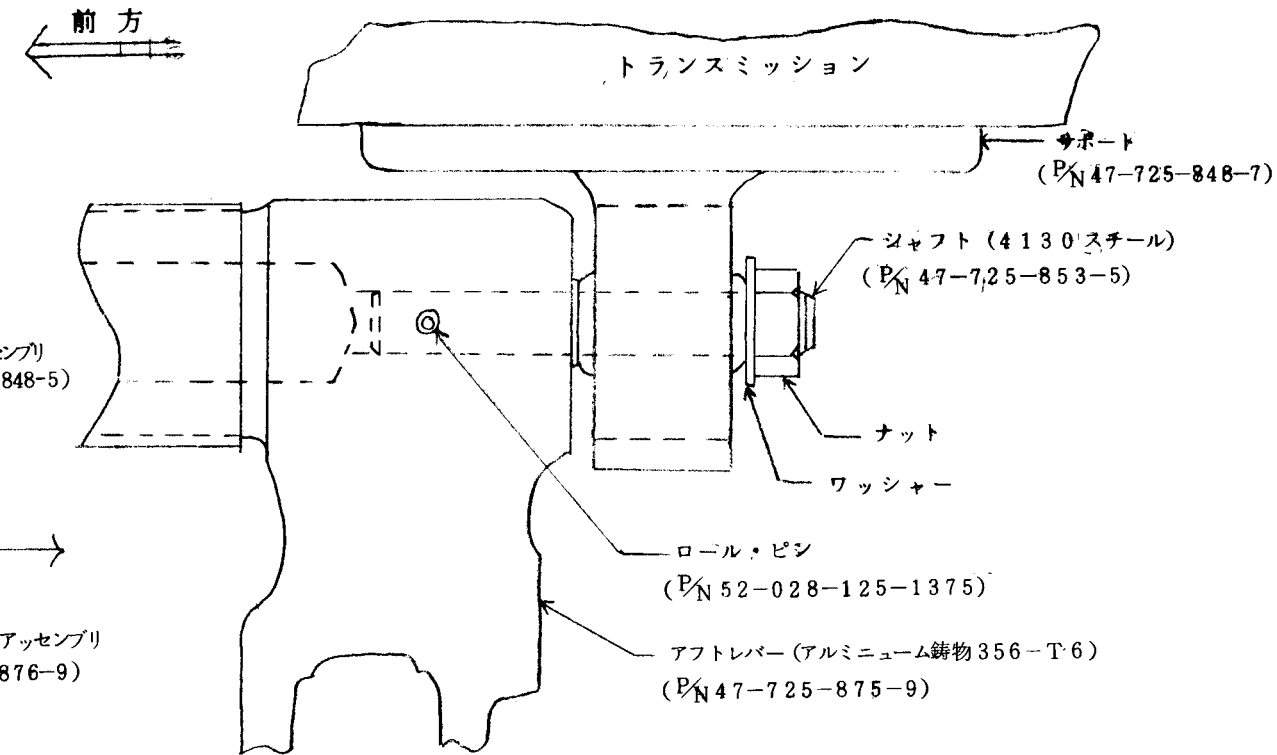 前方
トランスミッション
サポート
(P/N 47-725-848-7)
シャフト (4130スチール)
(P/N 47-725-853-5)
ンブリ
848-5)
ナット
ワッシャー
ロール・ピン
(P/N 52-028-125-1375)
アッセンブリ
876-9)
アフトレバー (アルミニューム鋳物 356-T6)
(P/N 47-725-875-9)